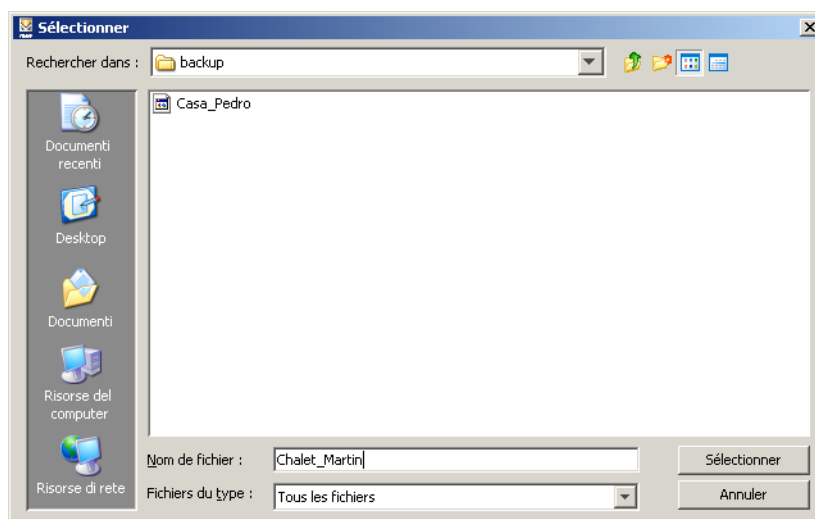 Sélectionner
Rechercher dans :
backup
Casa_Pedro
Documenti
recenti
Desktop
Documenti
Risorse del
computer
Risorse di rete
Nom de fichier :
Chalet_Martin
Sélectionner
Fichiers du type :
Tous les fichiers
Annuler